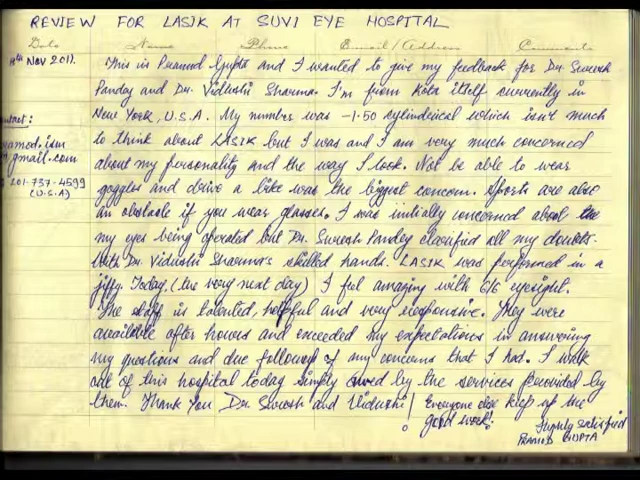 REVIEW FOR LASIK AT SUVI EYE HOSPITAL
Date Name Phone Email/Address Comments
11th Nov 2011. This is Pramod Gupta and I wanted to give my feedback for Dr. Suresh
Pandey and Dr. Vidushi Sharma. I'm from Kota itself currently in
New York, U.S.A. My number was -1.50 cylindrical which isn't much
to think about LASIK but I was and I am very much concerned
about my personality and the way I look. Not be able to wear
goggles and drive a bike was the biggest concern. Sports are also
an obstacle if you wear glasses. I was initially concerned about the
my eyes being operated but Dr. Suresh Pandey clarified all my doubts.
With Dr. Vidushi Sharma's skilled hands. LASIK was performed in a
jiffy. Today, (the very next day) I feel amazing with 6/6 eyesight.
The staff is talented, helpful and very responsive. They were
available after hours and exceeded my expectations in answering
my questions and due followup of any concerns that I had. I walk
out of this hospital today simply awed by the services provided by
them. Thank You Dr. Suresh and Vidushi! Everyone else keep up the
good work!
Highly satisfied
PRAMOD GUPTA
contact:
gmail.com
201-737-4599
(U.S.A)